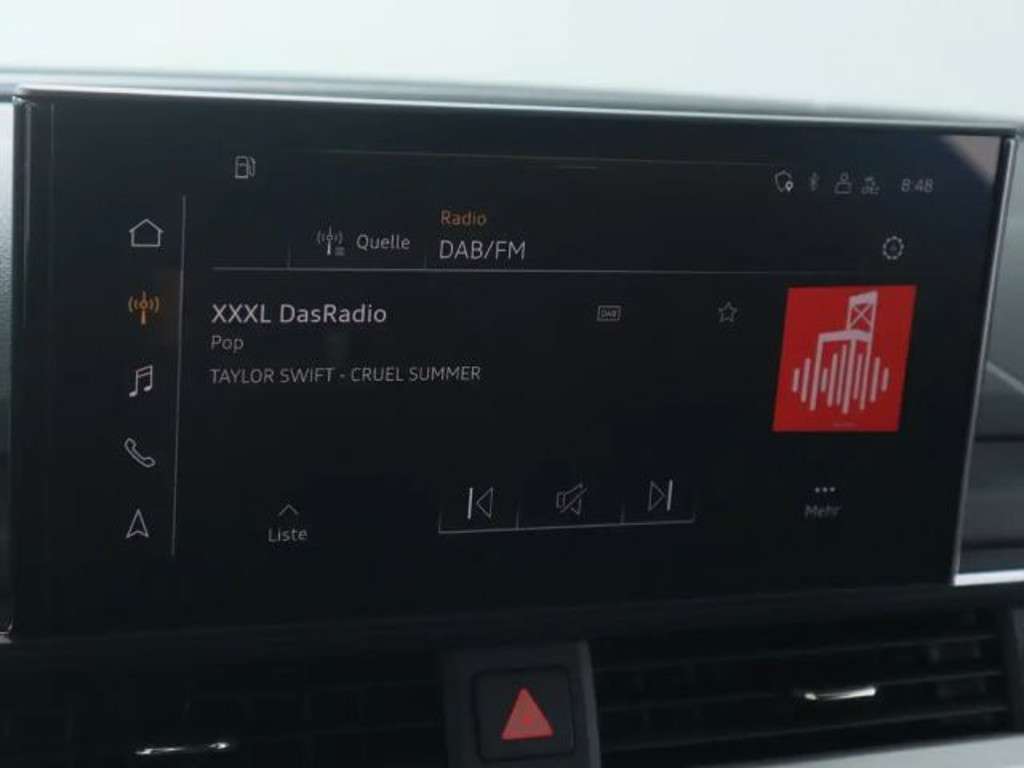 8:48
Radio
Quelle
DAB/FM
XXXL DasRadio
DAB
Pop
TAYLOR SWIFT - CRUEL SUMMER
Liste
Mehr